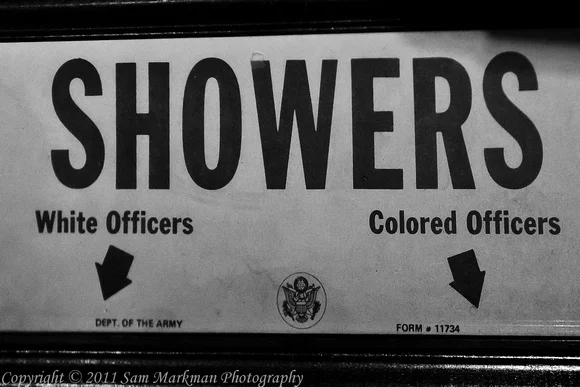 SHOWERS
White Officers Colored Officers
DEPT. OF THE ARMY FORM # 11734
Copyright © 2011 Sam Markman Photography